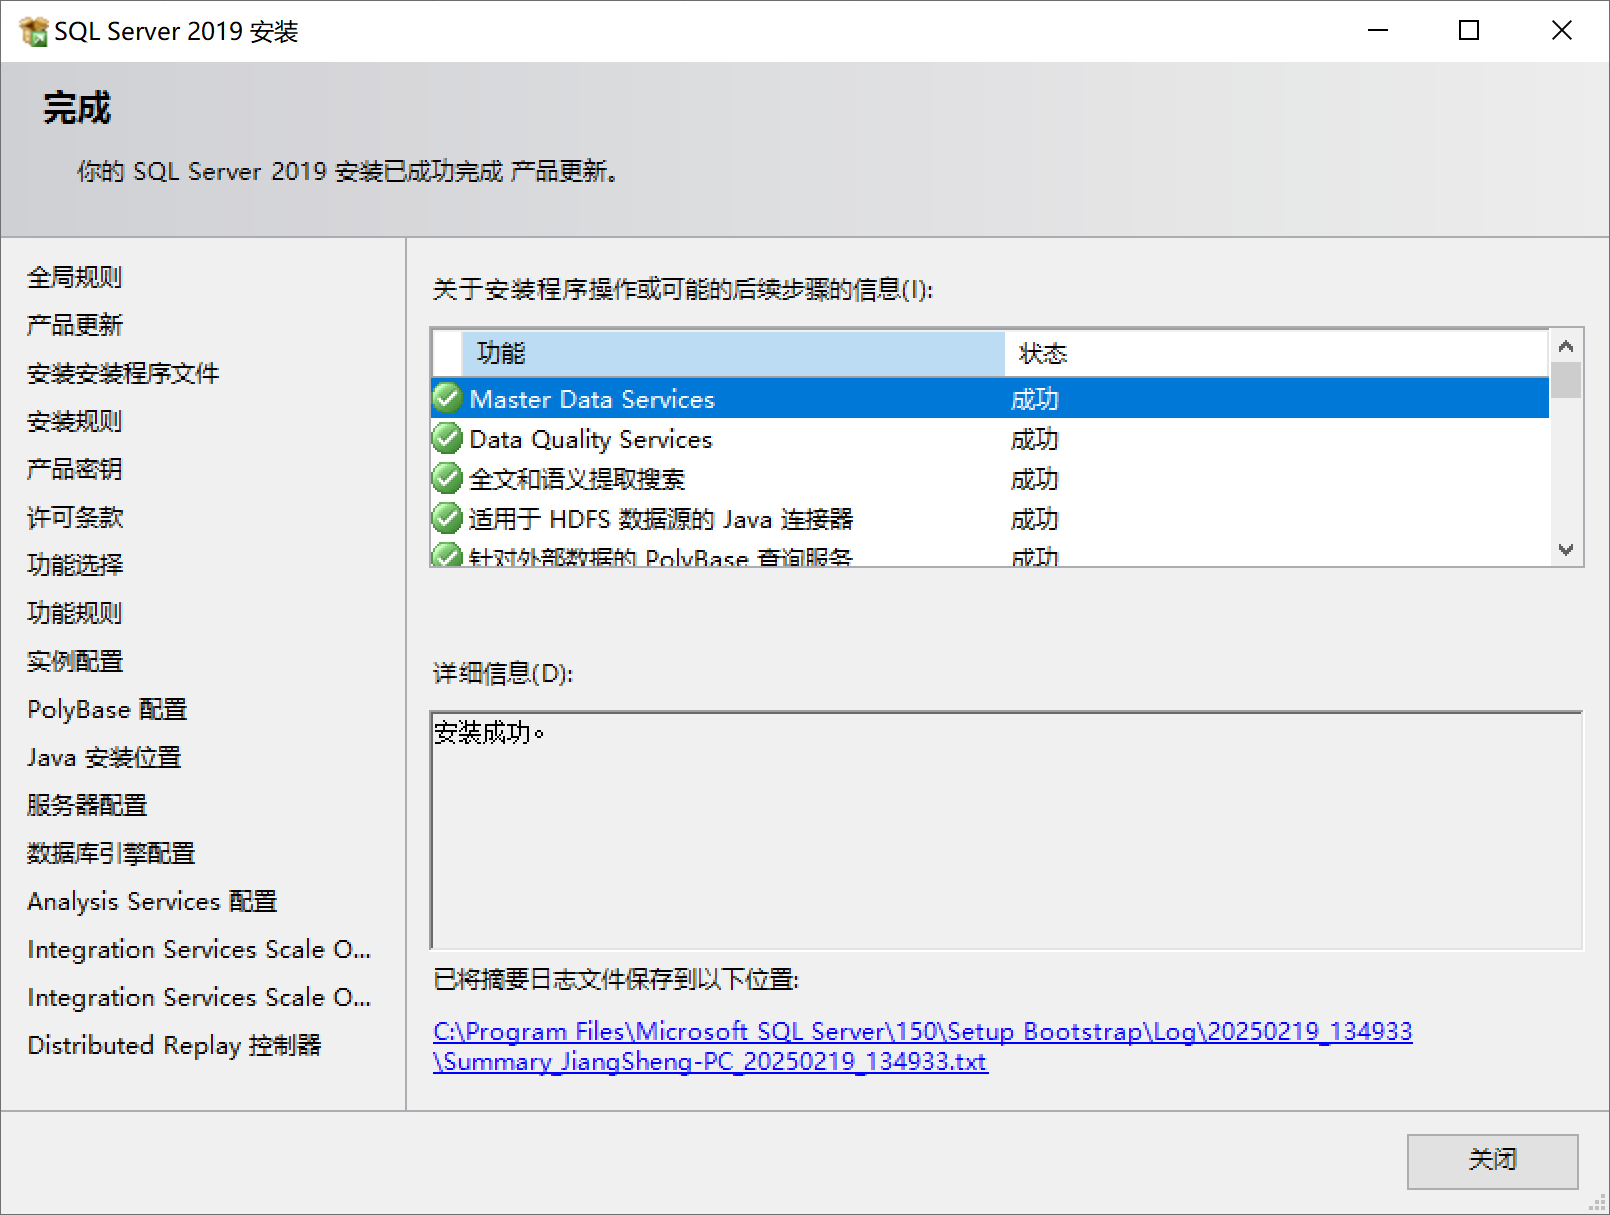 SQL Server 2019 安装
完成
你的 SQL Server 2019 安装已成功完成 产品更新。
全局规则
产品更新
安装安装程序文件
安装规则
产品密钥
许可条款
功能选择
功能规则
实例配置
PolyBase 配置
Java 安装位置
服务器配置
数据库引擎配置
Analysis Services 配置
Integration Services Scale O...
Integration Services Scale O...
Distributed Replay 控制器
关于安装程序操作或可能的后续步骤的信息(I):
功能 状态
Master Data Services 成功
Data Quality Services 成功
全文和语义提取搜索 成功
适用于 HDFS 数据源的 Java 连接器 成功
针对外部数据的 PolyBase 查询服务 成功
详细信息(D):
安装成功。
已将摘要日志文件保存到以下位置:
C:\Program Files\Microsoft SQL Server\150\Setup Bootstrap\Log\20250219_134933
\Summary_JiangSheng-PC_20250219_134933.txt
关闭